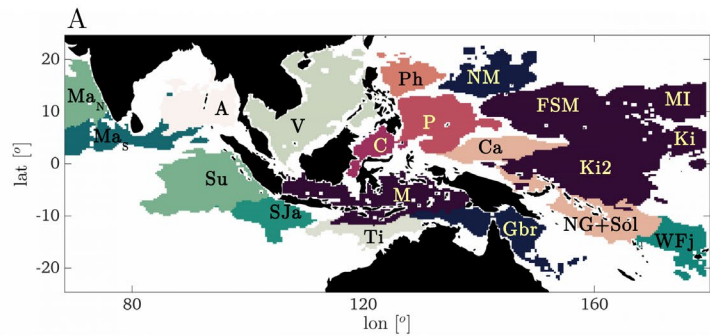 A
20
10
0
-10
-20
lat [°]
Ma_N
Ma_S
A
V
Ph
NM
C
P
FSM
MI
Ki
Ca
Ki2
Su
SJa
M
Ti
Gbr
NG+Sól
WFj
80
120
160
lon [°]